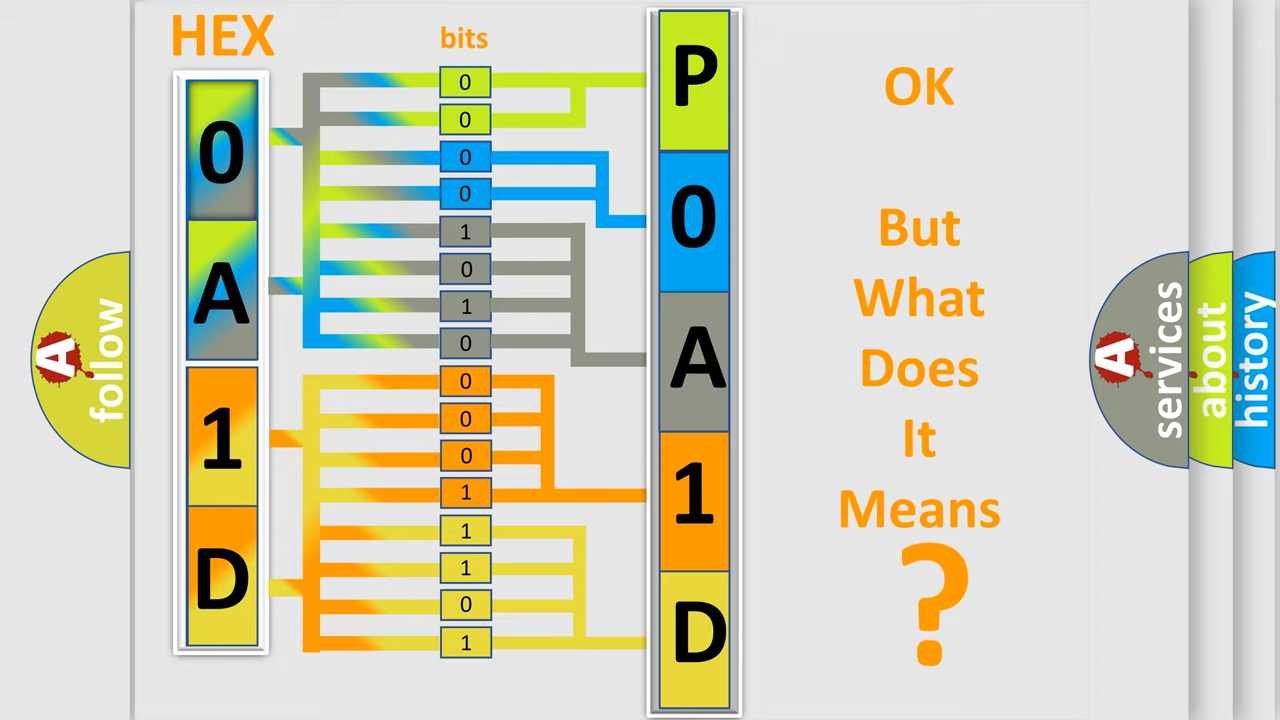 HEX
bits
0
A
1
D
0
0
0
0
1
0
1
0
0
0
0
1
1
1
0
1
P
0
A
1
D
OK
But
What
Does
It
Means
?
A
follow
A
services
about
history